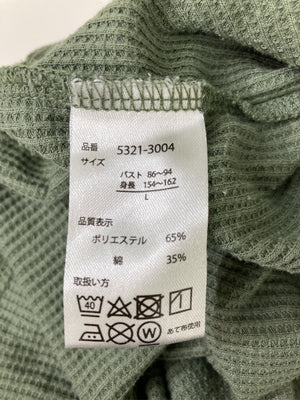 品番 5321-3004
サイズ
バスト 86〜94
身長 154〜162
L
品質表示
ポリエステル 65%
綿 35%
取扱い方
40
W
あて布使用